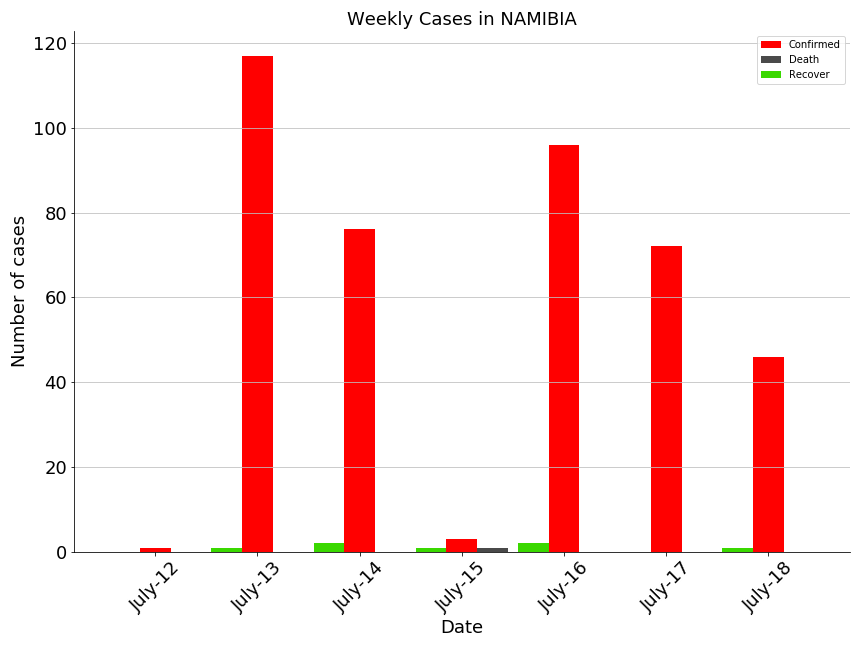 Weekly Cases in NAMIBIA
Confirmed
Death
Recover
Number of cases
120
100
80
60
40
20
0
July-12
July-13
July-14
July-15
July-16
July-17
July-18
Date